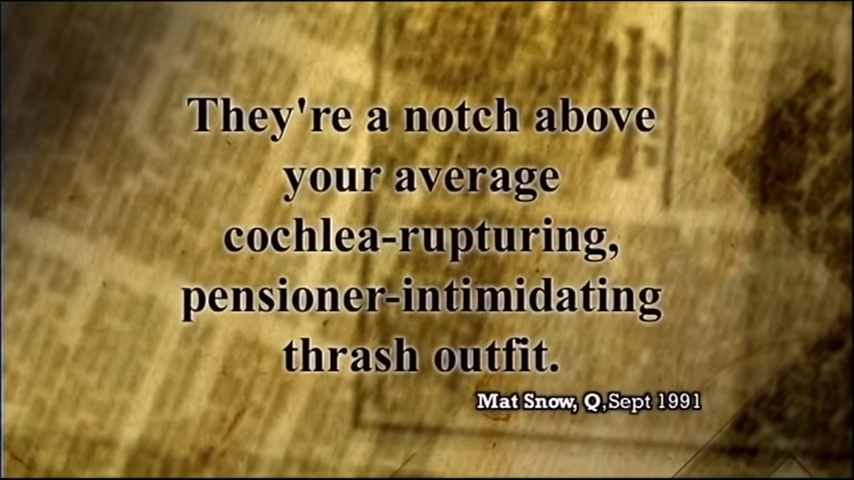 They're a notch above
your average
cochlea-rupturing,
pensioner-intimidating
thrash outfit.
Mat Snow, Q,Sept 1991